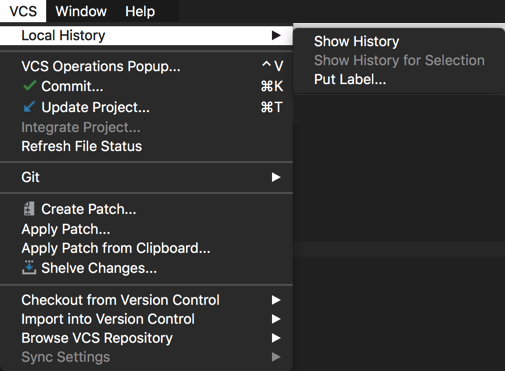 VCS Window Help
Local History ▶
Show History
Show History for Selection
Put Label...
VCS Operations Popup... ⌃V
Commit... ⌘K
Update Project... ⌘T
Integrate Project...
Refresh File Status
Git ▶
Create Patch...
Apply Patch...
Apply Patch from Clipboard...
Shelve Changes...
Checkout from Version Control ▶
Import into Version Control ▶
Browse VCS Repository ▶
Sync Settings ▶